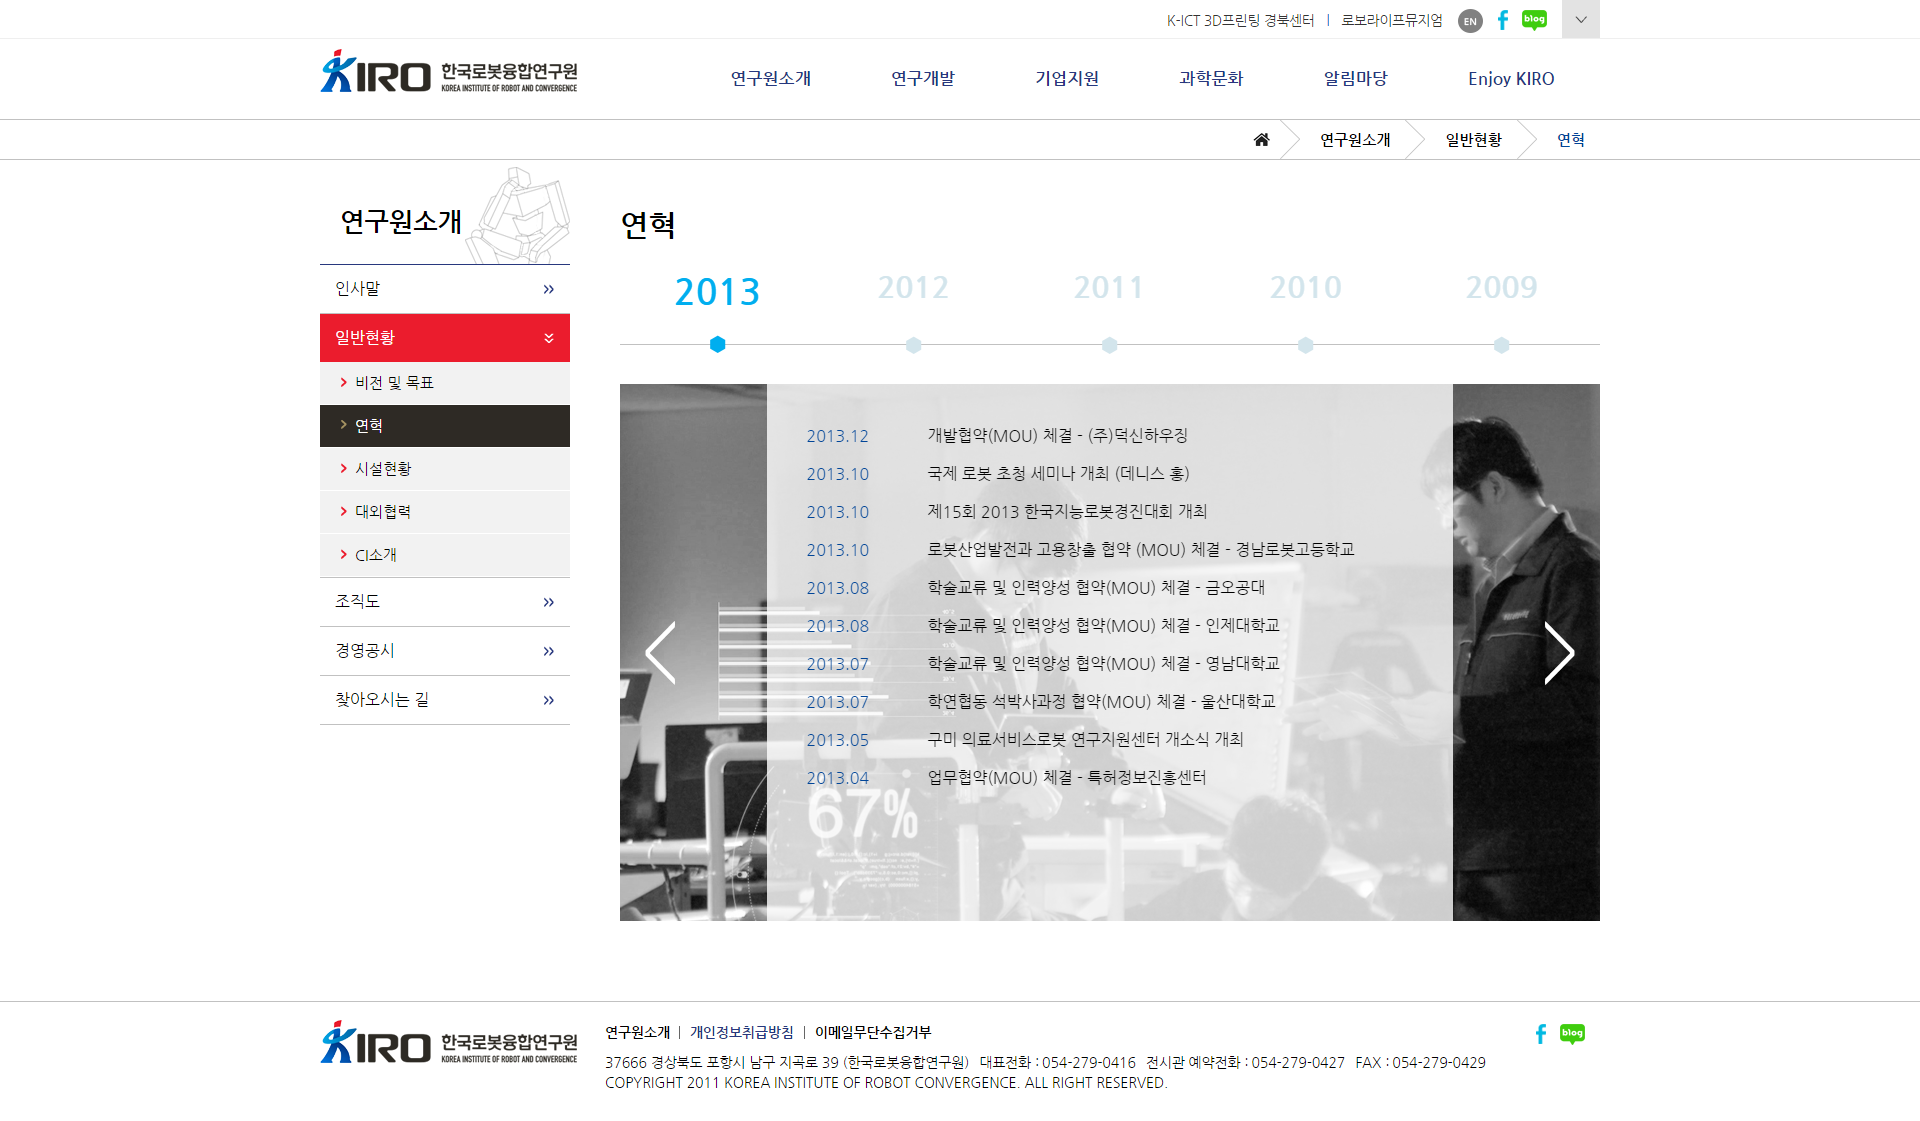 K-ICT 3D프린팅 경북센터 | 로보라이프뮤지엄 EN f blog
KIRO 한국로봇융합연구원
KOREA INSTITUTE OF ROBOT AND CONVERGENCE
연구원소개 연구개발 기업지원 과학문화 알림마당 Enjoy KIRO
연구원소개 일반현황 연혁
연구원소개
인사말
일반현황
비전 및 목표
연혁
시설현황
대외협력
CI소개
조직도
경영공시
찾아오시는 길
연혁
2013 2012 2011 2010 2009
2013.12 개발협약(MOU) 체결 - (주)덕신하우징
2013.10 국제 로봇 초청 세미나 개최 (데니스 홍)
2013.10 제15회 2013 한국지능로봇경진대회 개최
2013.10 로봇산업발전과 고용창출 협약 (MOU) 체결 - 경남로봇고등학교
2013.08 학술교류 및 인력양성 협약(MOU) 체결 - 금오공대
2013.08 학술교류 및 인력양성 협약(MOU) 체결 - 인제대학교
2013.07 학술교류 및 인력양성 협약(MOU) 체결 - 영남대학교
2013.07 학연협동 석박사과정 협약(MOU) 체결 - 울산대학교
2013.05 구미 의료서비스로봇 연구지원센터 개소식 개최
2013.04 업무협약(MOU) 체결 - 특허정보진흥센터
67%
KIRO 한국로봇융합연구원
KOREA INSTITUTE OF ROBOT AND CONVERGENCE
연구원소개 | 개인정보취급방침 | 이메일무단수집거부 f blog
37666 경상북도 포항시 남구 지곡로 39 (한국로봇융합연구원) 대표전화 : 054-279-0416 전시관 예약전화 : 054-279-0427 FAX : 054-279-0429
COPYRIGHT 2011 KOREA INSTITUTE OF ROBOT CONVERGENCE. ALL RIGHT RESERVED.